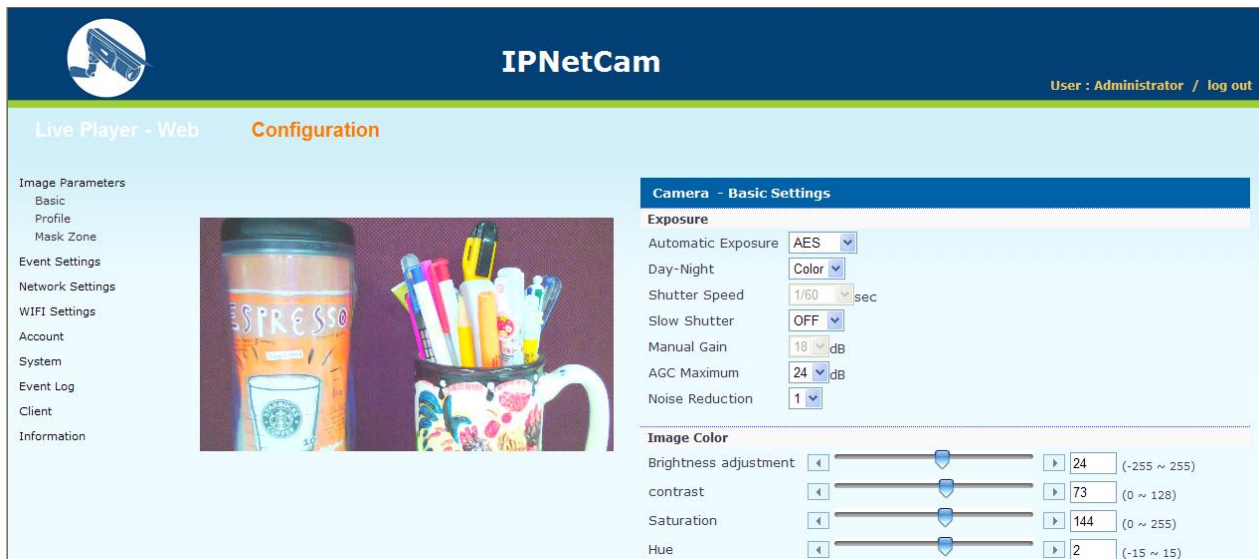 IPNetCam
User : Administrator / log out
Live Player - Web Configuration
Image Parameters
Basic
Profile
Mask Zone
Event Settings
Network Settings
WIFI Settings
Account
System
Event Log
Client
Information
ESPRESSO
Camera - Basic Settings
Exposure
Automatic Exposure AES
Day-Night Color
Shutter Speed 1/60 sec
Slow Shutter OFF
Manual Gain 18 dB
AGC Maximum 24 dB
Noise Reduction 1
Image Color
Brightness adjustment 24 (-255 ~ 255)
contrast 73 (0 ~ 128)
Saturation 144 (0 ~ 255)
Hue 2 (-15 ~ 15)